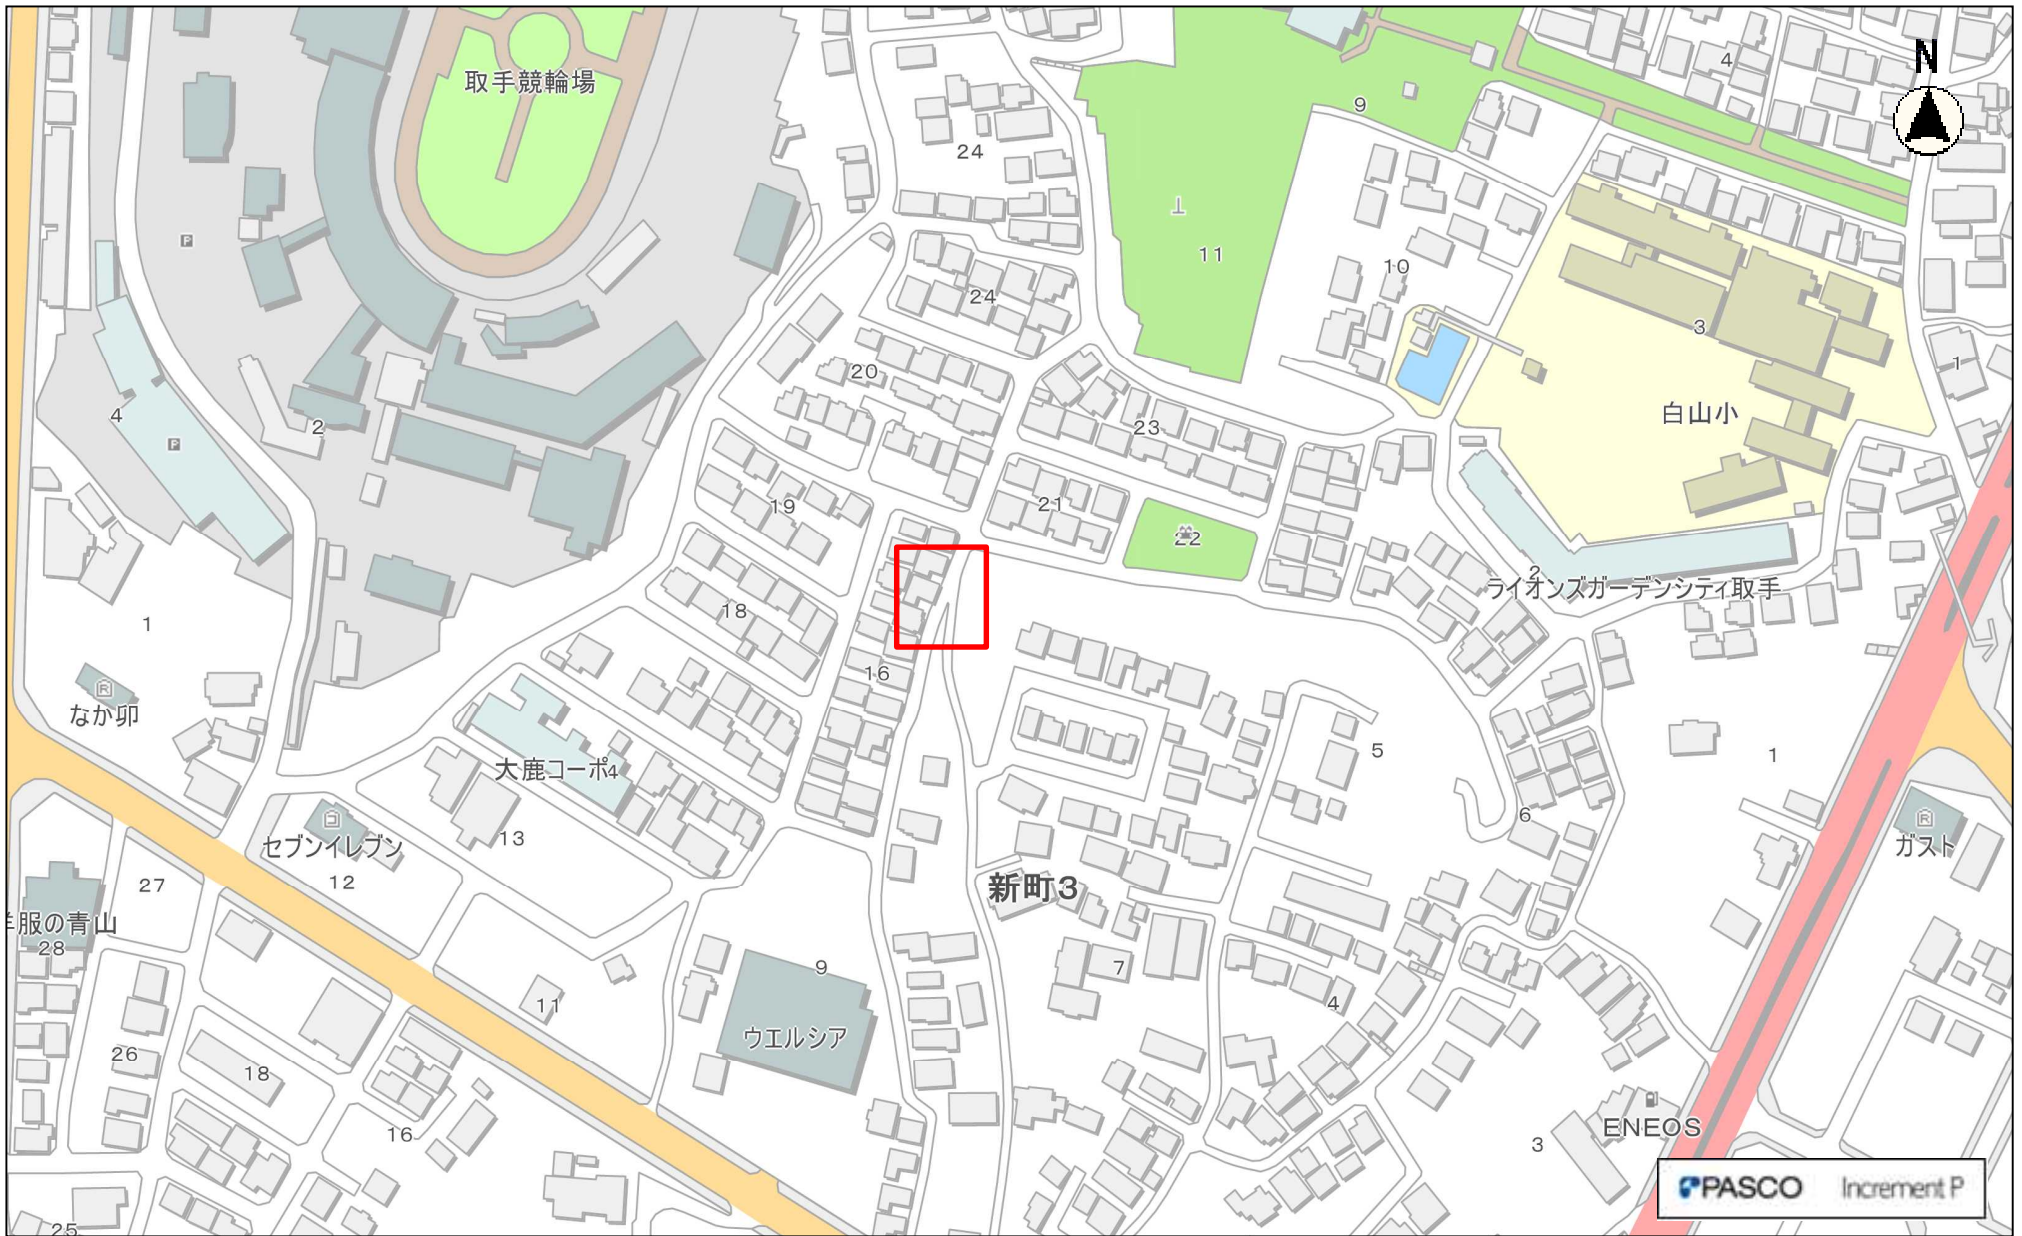 取手競輪場
N
4
9
24
11
10
24
3
1
20
4
2
23
白山小
19
21
22
2
ライオンズガーデンシティ取手
1
18
16
なか卯
5
1
大鹿コーポ4
6
13
セブンイレブン
ガスト
12
27
新町3
洋服の青山
28
9
7
11
4
ウエルシア
26
18
16
3
ENEOS
PASCO Increment P
25